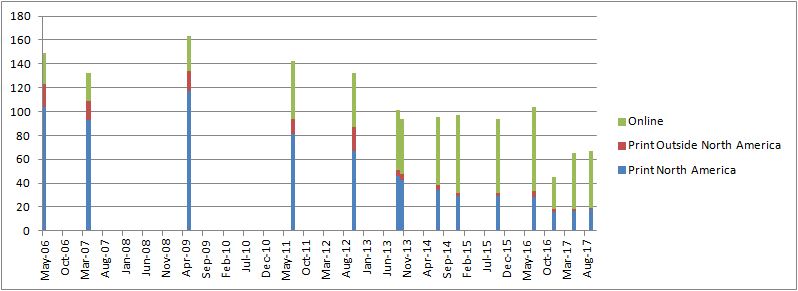 180
160
140
120
100
80
60
40
20
0
May-06
Oct-06
Mar-07
Aug-07
Jan-08
Jun-08
Nov-08
Apr-09
Sep-09
Feb-10
Jul-10
Dec-10
May-11
Oct-11
Mar-12
Aug-12
Jan-13
Jun-13
Nov-13
Apr-14
Sep-14
Feb-15
Jul-15
Dec-15
May-16
Oct-16
Mar-17
Aug-17
Online
Print Outside North America
Print North America